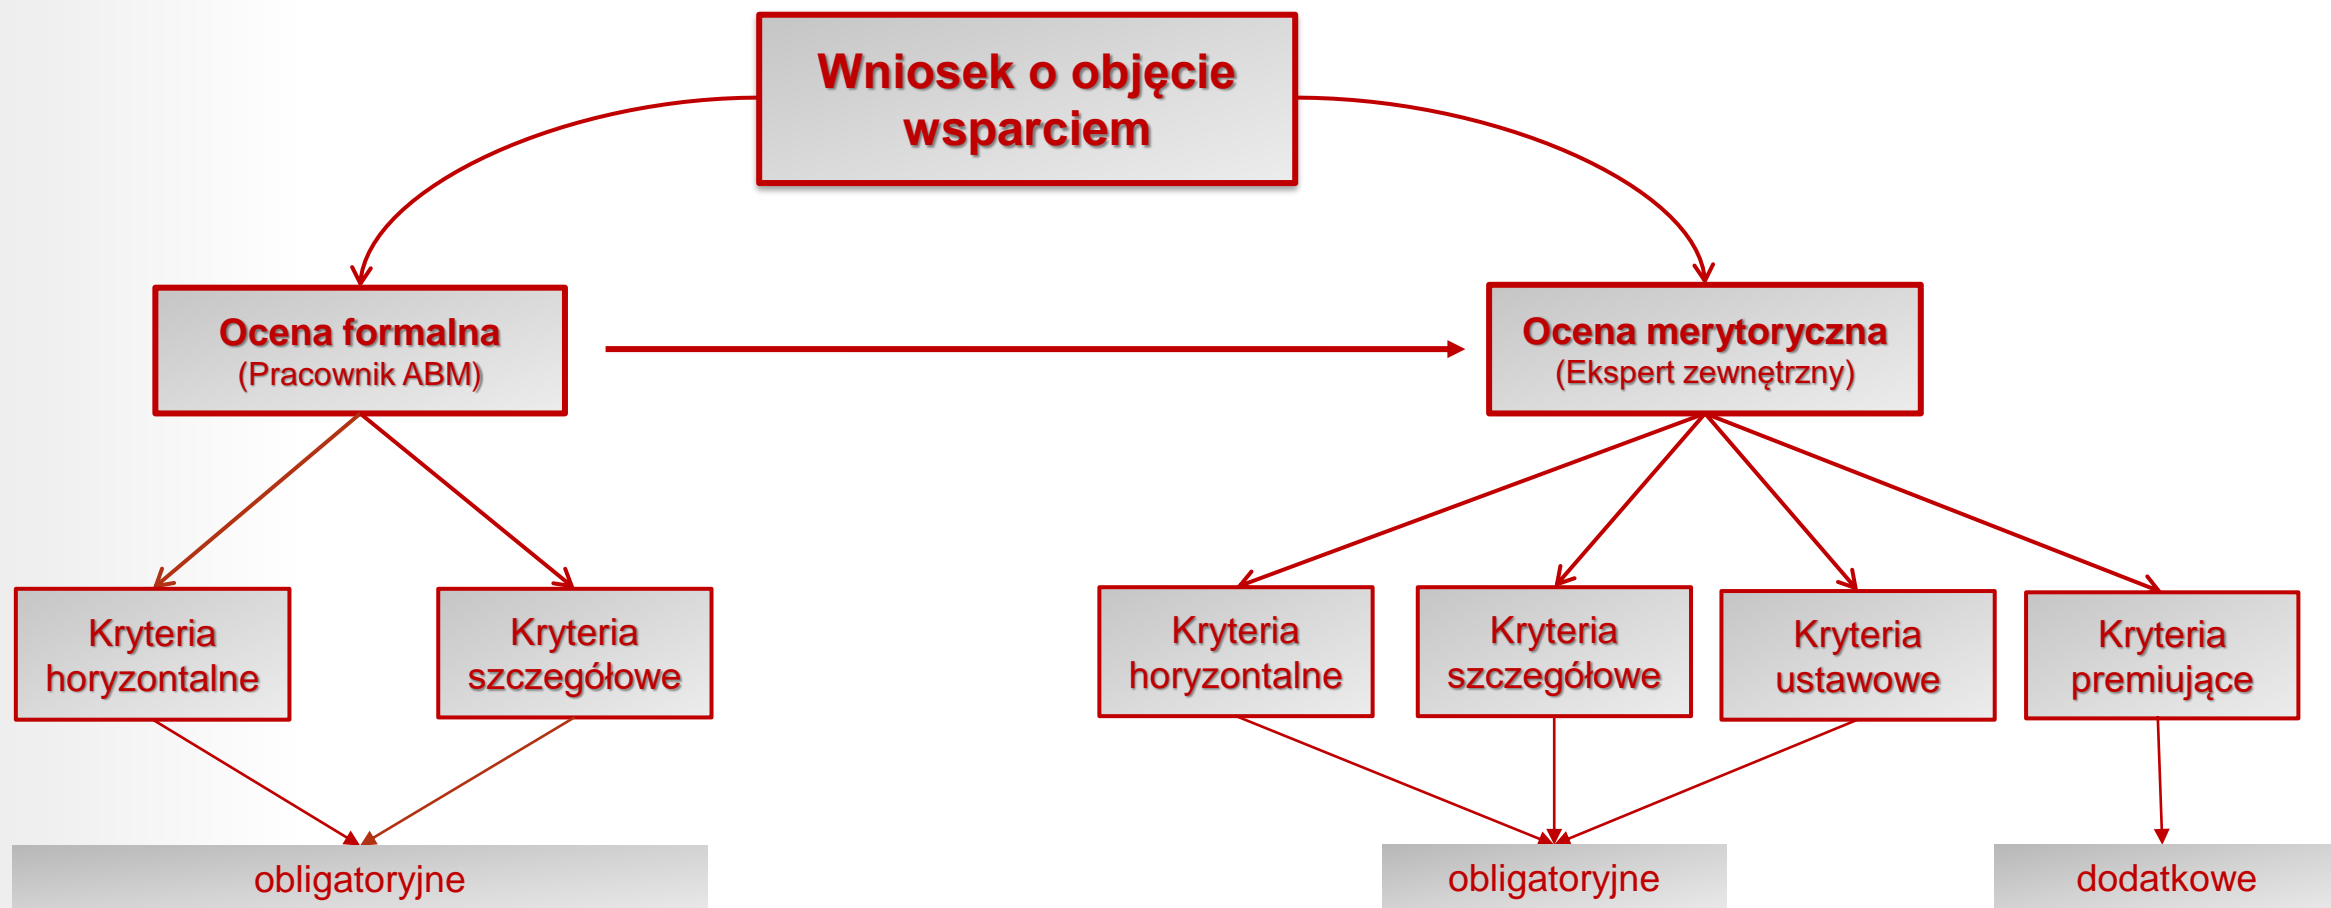 Wniosek o objęcie
wsparciem
Ocena formalna
(Pracownik ABM)
Ocena merytoryczna
(Ekspert zewnętrzny)
Kryteria
horyzontalne
Kryteria
szczegółowe
Kryteria
horyzontalne
Kryteria
szczegółowe
Kryteria
ustawowe
Kryteria
premiujące
obligatoryjne
obligatoryjne
dodatkowe